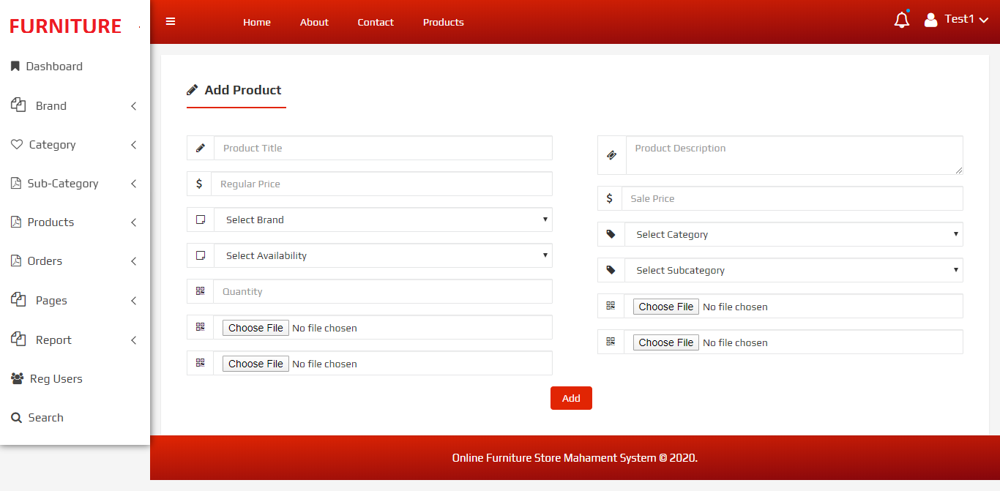 FURNITURE
Home About Contact Products
Test1
Dashboard
Brand
Category
Sub-Category
Products
Orders
Pages
Report
Reg Users
Search
Add Product
Product Title
$ Regular Price
Select Brand
Select Availability
Quantity
Choose File No file chosen
Choose File No file chosen
Product Description
$ Sale Price
Select Category
Select Subcategory
Choose File No file chosen
Choose File No file chosen
Add
Online Furniture Store Mahament System © 2020.